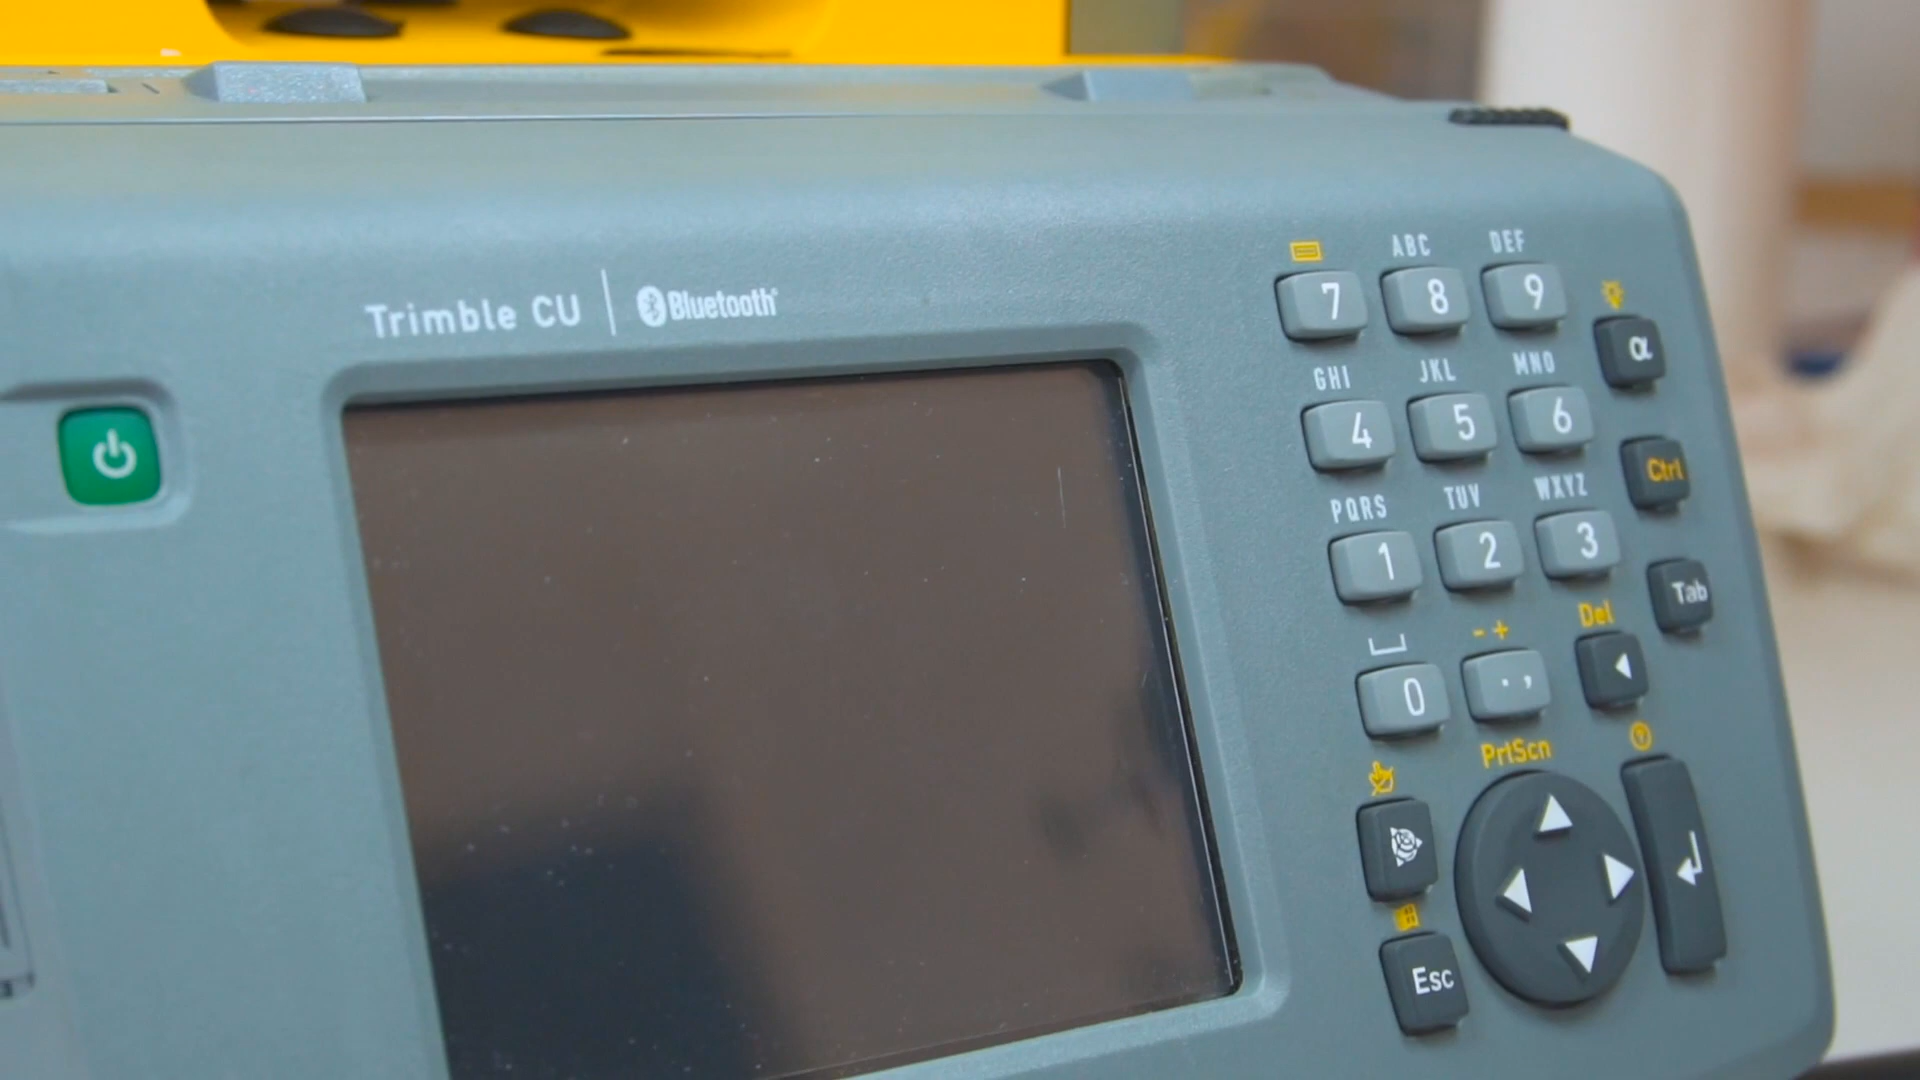 Trimble CU | Bluetooth®
ABC DEF
7 8 9
α
GHI JKL MNO
4 5 6
Ctrl
PQRS TUV WXYZ
1 2 3
Tab
- + Del
0 . ,
PrtScn
Esc